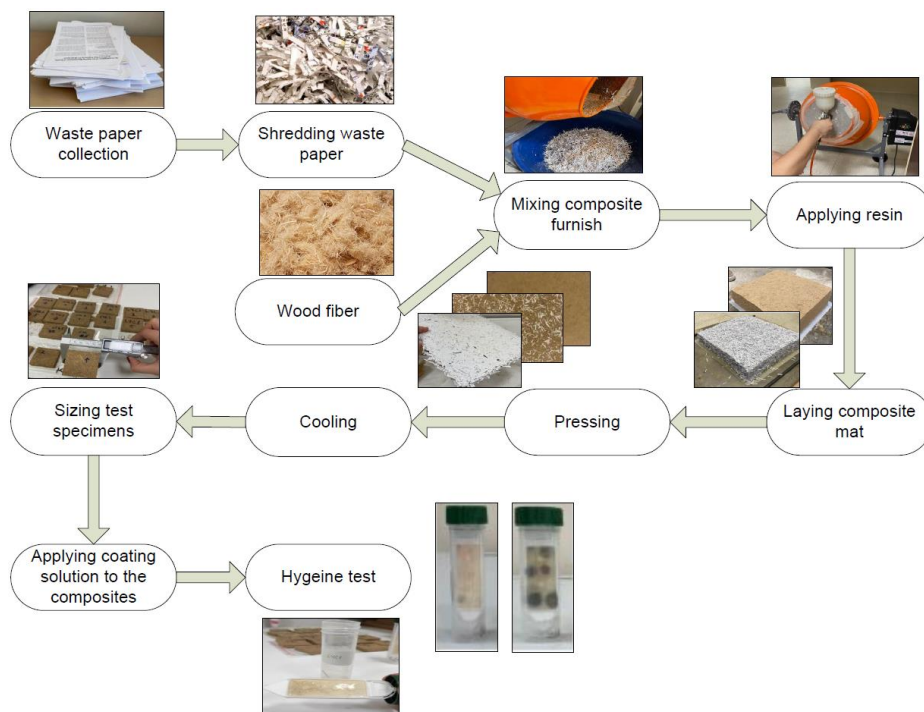 Waste paper
collection
Shredding waste
paper
Mixing composite
furnish
Applying resin
Wood fiber
Sizing test
specimens
Cooling
Pressing
Laying composite
mat
Applying coating
solution to the
composites
Hygeine test